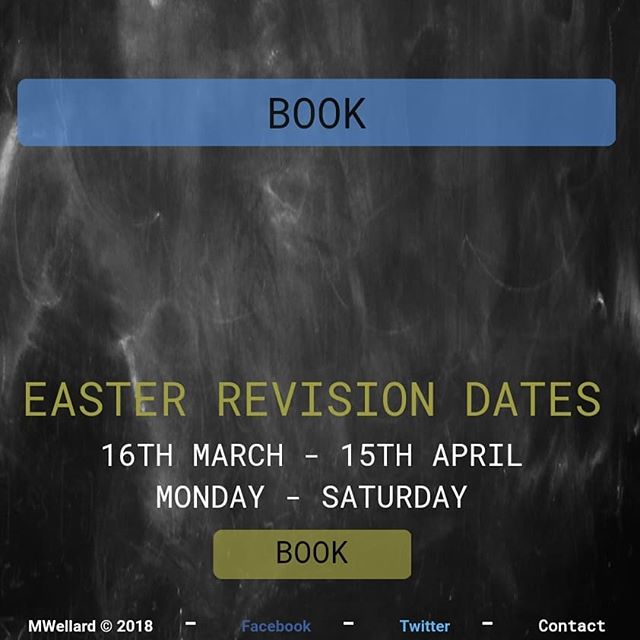 BOOK
EASTER REVISION DATES
16TH MARCH - 15TH APRIL
MONDAY - SATURDAY
BOOK
MWellard © 2018 - Facebook - Twitter - Contact